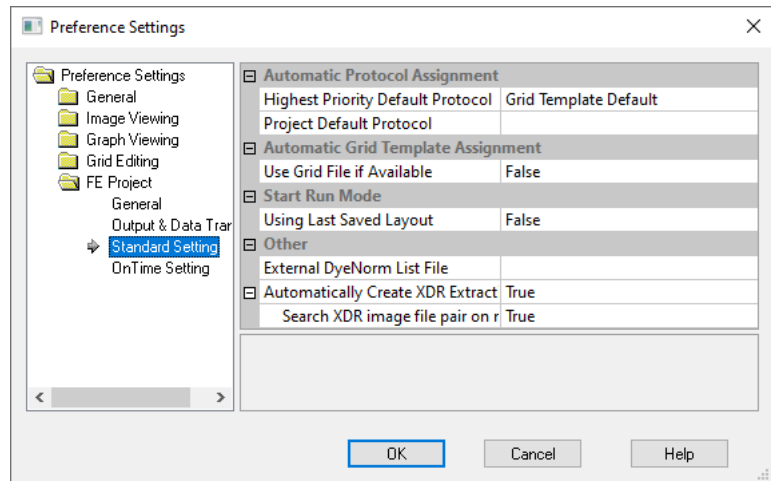 Preference Settings
Preference Settings
General
Image Viewing
Graph Viewing
Grid Editing
FE Project
General
Output & Data Trar
Standard Setting
OnTime Setting
Automatic Protocol Assignment
Highest Priority Default Protocol Grid Template Default
Project Default Protocol
Automatic Grid Template Assignment
Use Grid File if Available False
Start Run Mode
Using Last Saved Layout False
Other
External DyeNorm List File
Automatically Create XDR Extract True
Search XDR image file pair on r True
OK Cancel Help